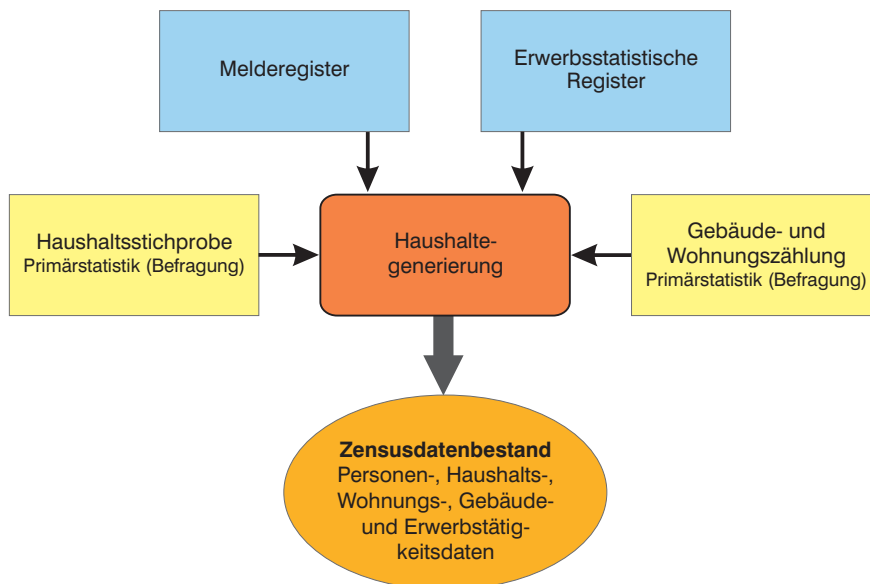 Melderegister
Erwerbsstatistische
Register
Haushaltsstichprobe
Primärstatistik (Befragung)
Haushalte-
generierung
Gebäude- und
Wohnungszählung
Primärstatistik (Befragung)
Zensusdatenbestand
Personen-, Haushalts-,
Wohnungs-, Gebäude-
und Erwerbstätig-
keitsdaten